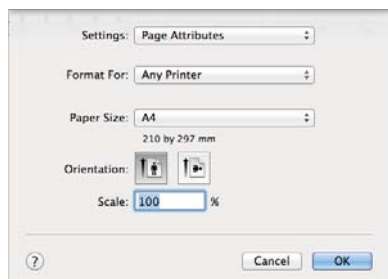 Settings: Page Attributes
Format For: Any Printer
Paper Size: A4
210 by 297 mm
Orientation:
Scale: 100 %
? Cancel OK